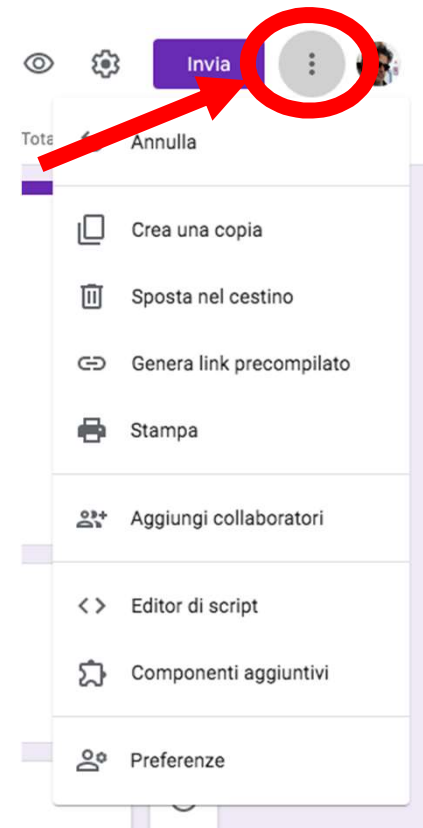 Invia
Tota
Annulla
Crea una copia
Sposta nel cestino
Genera link precompilato
Stampa
Aggiungi collaboratori
Editor di script
Componenti aggiuntivi
Preferenze